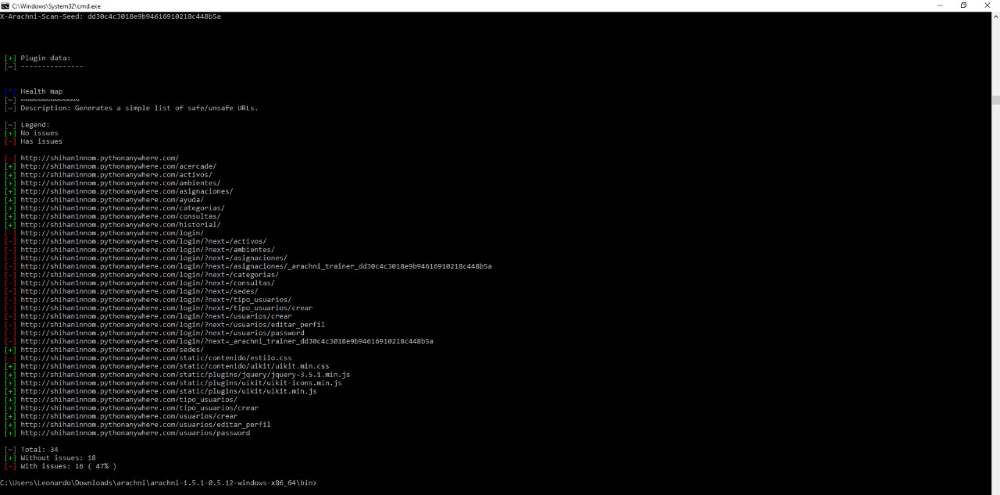 C:\Windows\System32\cmd.exe
X-Arachni-Scan-Seed: dd30c4c3018e9b94616910218c448b5a
[+] Plugin data:
[~] ---------------
[*] Health map
[~] ~~~~~~~~~~~~~~
[~] Description: Generates a simple list of safe/unsafe URLs.
[~] Legend:
[+] No issues
[-] Has issues
[-] http://shihan1nnom.pythonanywhere.com/
[+] http://shihan1nnom.pythonanywhere.com/acercade/
[+] http://shihan1nnom.pythonanywhere.com/activos/
[+] http://shihan1nnom.pythonanywhere.com/ambientes/
[+] http://shihan1nnom.pythonanywhere.com/asignaciones/
[+] http://shihan1nnom.pythonanywhere.com/ayuda/
[+] http://shihan1nnom.pythonanywhere.com/categorias/
[+] http://shihan1nnom.pythonanywhere.com/consultas/
[+] http://shihan1nnom.pythonanywhere.com/historial/
[-] http://shihan1nnom.pythonanywhere.com/login/
[-] http://shihan1nnom.pythonanywhere.com/login/?next=/activos/
[-] http://shihan1nnom.pythonanywhere.com/login/?next=/ambientes/
[-] http://shihan1nnom.pythonanywhere.com/login/?next=/asignaciones/
[-] http://shihan1nnom.pythonanywhere.com/login/?next=/asignaciones/_arachni_trainer_dd30c4c3018e9b94616910218c448b5a
[-] http://shihan1nnom.pythonanywhere.com/login/?next=/categorias/
[-] http://shihan1nnom.pythonanywhere.com/login/?next=/consultas/
[-] http://shihan1nnom.pythonanywhere.com/login/?next=/sedes/
[-] http://shihan1nnom.pythonanywhere.com/login/?next=/tipo_usuarios/
[-] http://shihan1nnom.pythonanywhere.com/login/?next=/tipo_usuarios/crear
[-] http://shihan1nnom.pythonanywhere.com/login/?next=/usuarios/crear
[-] http://shihan1nnom.pythonanywhere.com/login/?next=/usuarios/editar_perfil
[-] http://shihan1nnom.pythonanywhere.com/login/?next=/usuarios/password
[-] http://shihan1nnom.pythonanywhere.com/login/?next=_arachni_trainer_dd30c4c3018e9b94616910218c448b5a
[+] http://shihan1nnom.pythonanywhere.com/sedes/
[-] http://shihan1nnom.pythonanywhere.com/static/contenido/estilo.css
[+] http://shihan1nnom.pythonanywhere.com/static/contenido/uikit/uikit.min.css
[+] http://shihan1nnom.pythonanywhere.com/static/plugins/jquery/jquery-3.5.1.min.js
[+] http://shihan1nnom.pythonanywhere.com/static/plugins/uikit/uikit-icons.min.js
[+] http://shihan1nnom.pythonanywhere.com/static/plugins/uikit/uikit.min.js
[+] http://shihan1nnom.pythonanywhere.com/tipo_usuarios/
[+] http://shihan1nnom.pythonanywhere.com/tipo_usuarios/crear
[+] http://shihan1nnom.pythonanywhere.com/usuarios/crear
[+] http://shihan1nnom.pythonanywhere.com/usuarios/editar_perfil
[+] http://shihan1nnom.pythonanywhere.com/usuarios/password
[~] Total: 34
[+] Without issues: 18
[-] With issues: 16 ( 47% )
C:\Users\Leonardo\Downloads\arachni\arachni-1.5.1-0.5.12-windows-x86_64\bin>